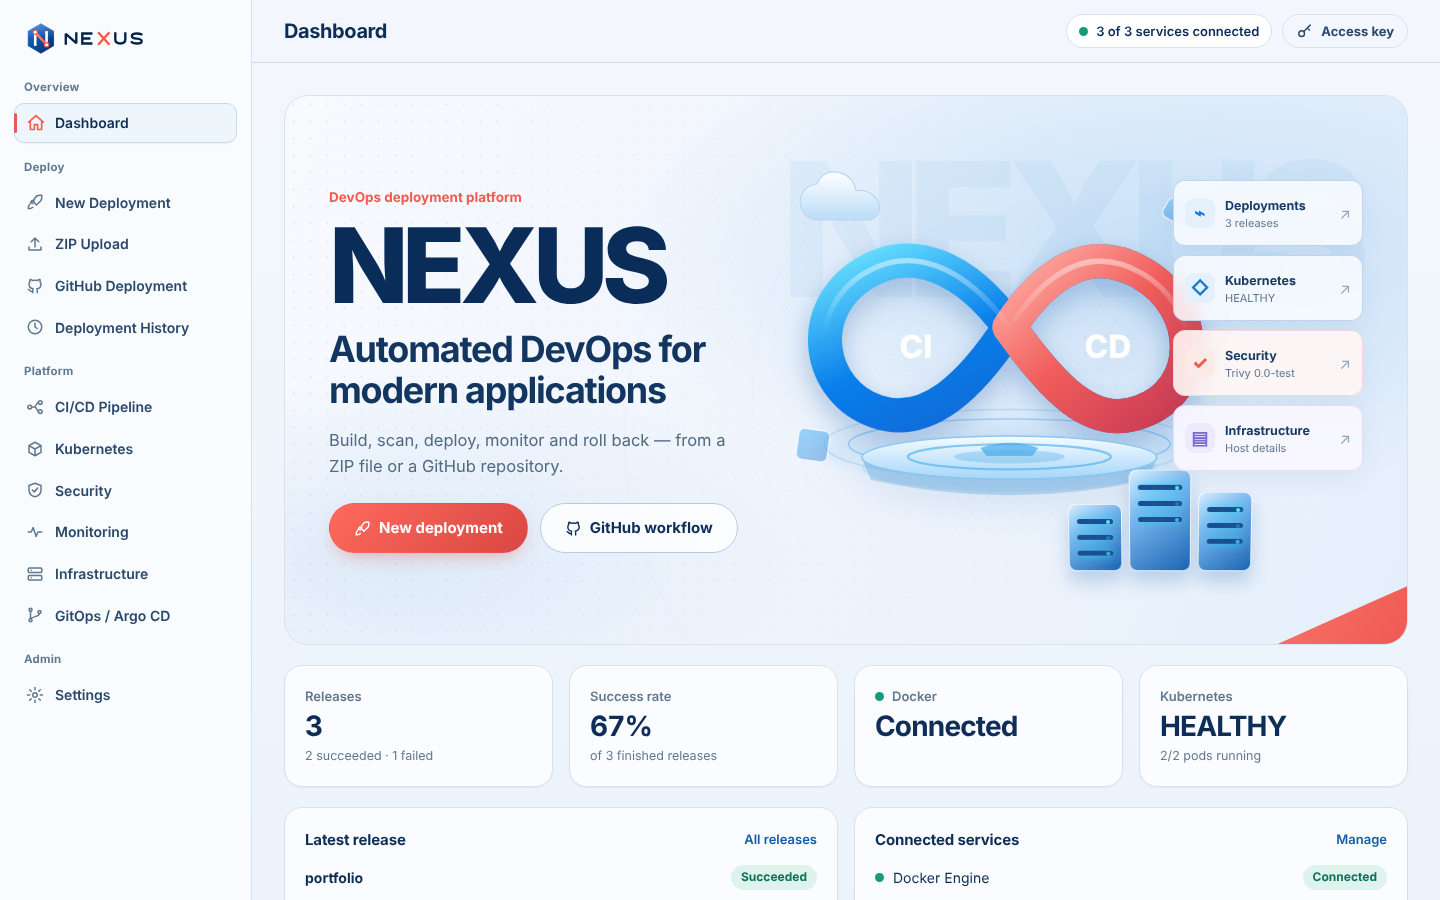 NEXUS
Overview
Dashboard
Deploy
New Deployment
ZIP Upload
GitHub Deployment
Deployment History
Platform
CI/CD Pipeline
Kubernetes
Security
Monitoring
Infrastructure
GitOps / Argo CD
Admin
Settings
Dashboard
3 of 3 services connected
Access key
DevOps deployment platform
NEXUS
Automated DevOps for
modern applications
Build, scan, deploy, monitor and roll back — from a
ZIP file or a GitHub repository.
New deployment
GitHub workflow
NEXUS
CI
CD
Deployments
3 releases
Kubernetes
HEALTHY
Security
Trivy 0.0-test
Infrastructure
Host details
Releases
3
2 succeeded · 1 failed
Success rate
67%
of 3 finished releases
Docker
Connected
Kubernetes
HEALTHY
2/2 pods running
Latest release
All releases
portfolio
Succeeded
Connected services
Manage
Docker Engine
Connected